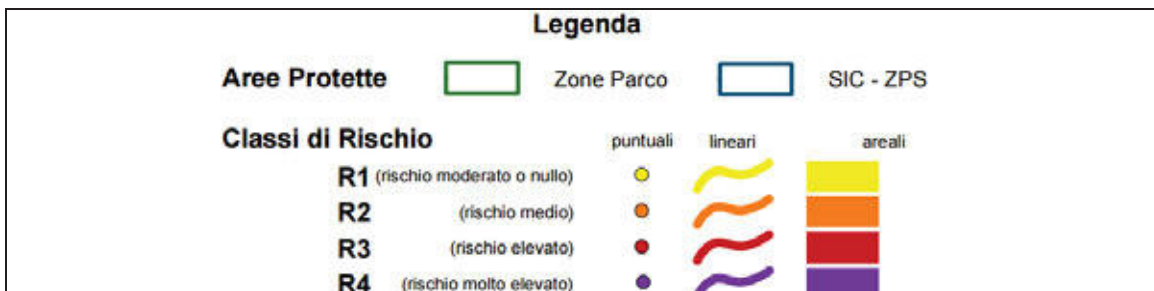 Legenda
Aree Protette Zone Parco SIC - ZPS
Classi di Rischio puntuali lineari areali
R1 (rischio moderato o nullo)
R2 (rischio medio)
R3 (rischio elevato)
R4 (rischio molto elevato)